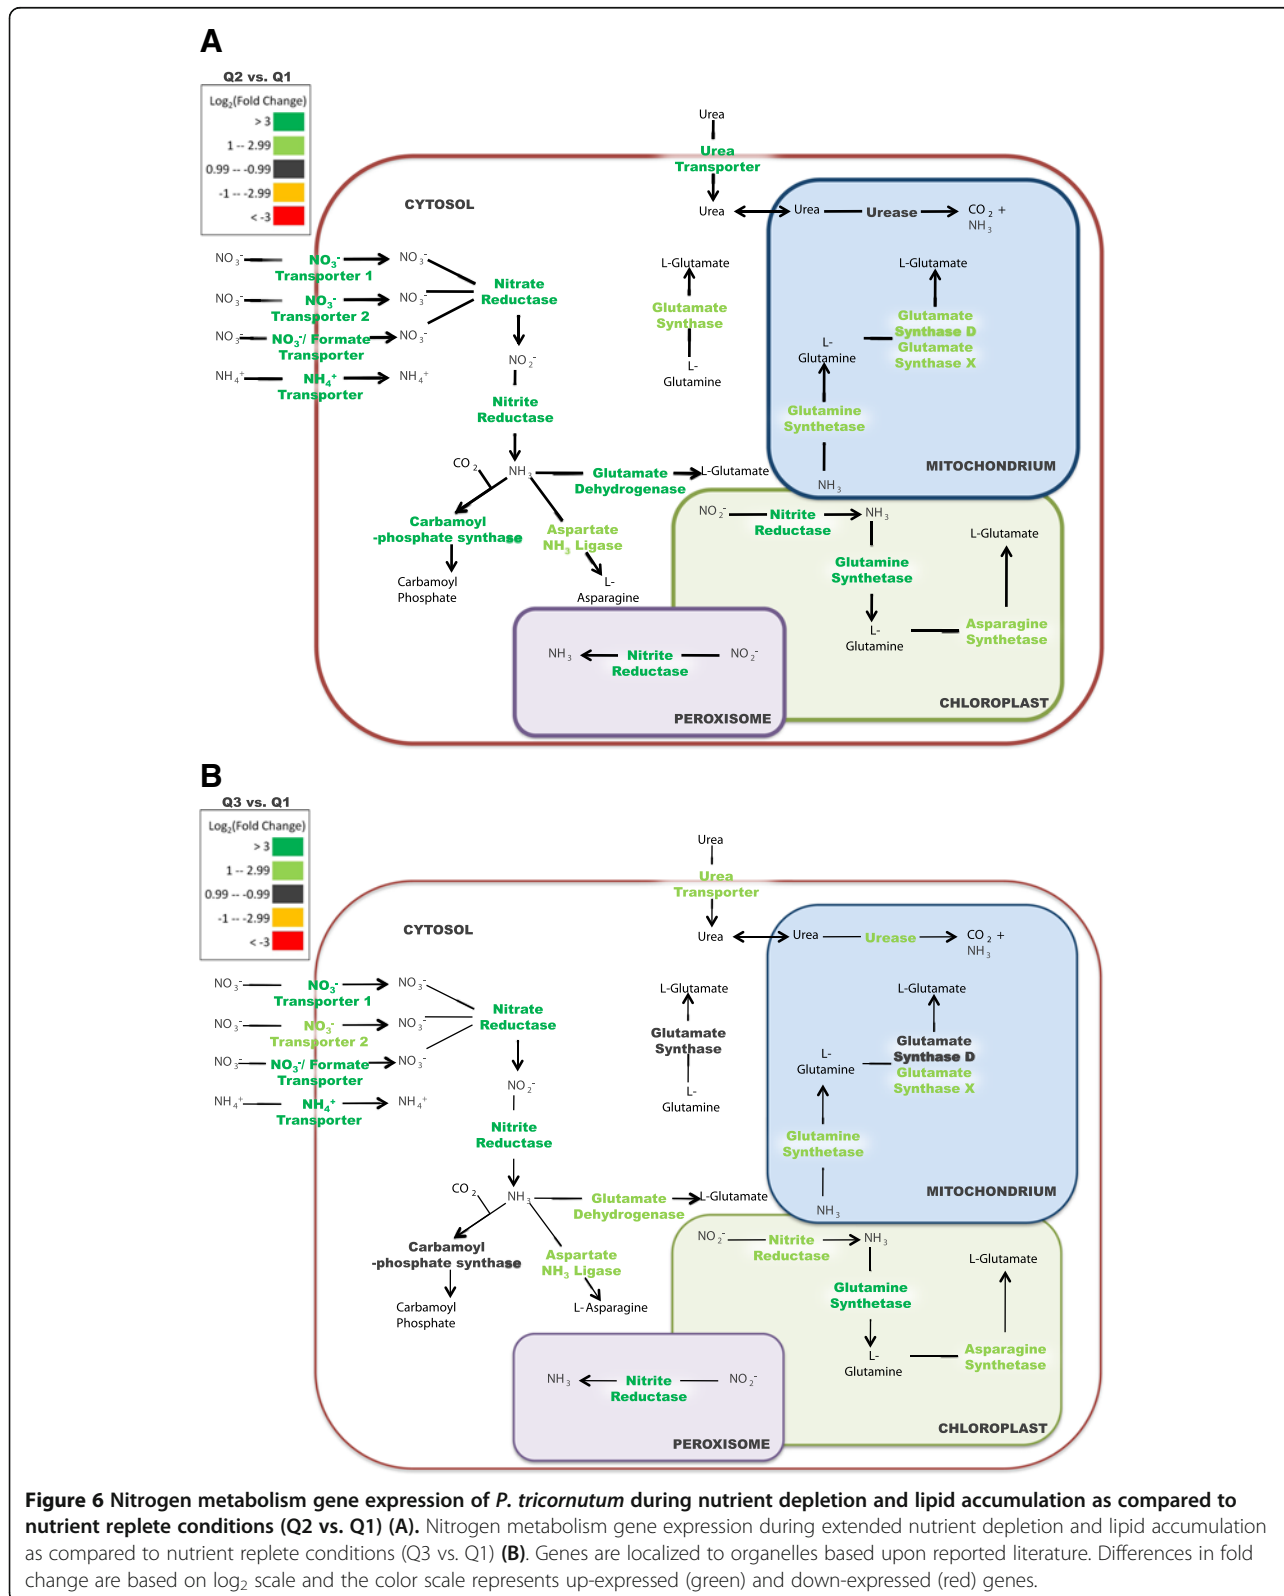 A
Q2 vs. Q1
Log2(Fold Change)
> 3
1 -- 2.99
0.99 -- -0.99
-1 -- -2.99
< -3
Urea
Urea
Transporter
CYTOSOL
Urea
Urea
Urease
CO2 +
NH3
NO3-
NO3-
Transporter 1
NO3-
NO3-
NO3-
Transporter 2
NO3-
NO3-
NO3-/ Formate
Transporter
NO3-
NH4+
NH4+
Transporter
NH4+
Nitrate
Reductase
NO2-
Nitrite
Reductase
L-Glutamate
Glutamate
Synthase
L-
Glutamine
L-Glutamate
Glutamate
Synthase D
Glutamate
Synthase X
L-
Glutamine
Glutamine
Synthetase
NH3
MITOCHONDRIUM
CO2
NH3
Glutamate
Dehydrogenase
L-Glutamate
Carbamoyl
-phosphate synthase
Aspartate
NH3 Ligase
Carbamoyl
Phosphate
L-
Asparagine
NO2-
Nitrite
Reductase
NH3
L-Glutamate
Glutamine
Synthetase
L-
Glutamine
Asparagine
Synthetase
CHLOROPLAST
NH3
Nitrite
Reductase
NO2-
PEROXISOME
B
Q3 vs. Q1
Log2(Fold Change)
> 3
1 -- 2.99
0.99 -- -0.99
-1 -- -2.99
< -3
Urea
Urea
Transporter
CYTOSOL
Urea
Urea
Urease
CO2 +
NH3
NO3-
NO3-
Transporter 1
NO3-
NO3-
NO3-
Transporter 2
NO3-
NO3-
NO3-/ Formate
Transporter
NO3-
NH4+
NH4+
Transporter
NH4+
Nitrate
Reductase
NO2-
Nitrite
Reductase
L-Glutamate
Glutamate
Synthase
L-
Glutamine
L-Glutamate
Glutamate
Synthase D
Glutamate
Synthase X
L-
Glutamine
Glutamine
Synthetase
NH3
MITOCHONDRIUM
CO2
NH3
Glutamate
Dehydrogenase
L-Glutamate
Carbamoyl
-phosphate synthase
Aspartate
NH3 Ligase
Carbamoyl
Phosphate
L-Asparagine
NO2-
Nitrite
Reductase
NH3
L-Glutamate
Glutamine
Synthetase
L-
Glutamine
Asparagine
Synthetase
CHLOROPLAST
NH3
Nitrite
Reductase
NO2-
PEROXISOME
Figure 6 Nitrogen metabolism gene expression of P. tricornutum during nutrient depletion and lipid accumulation as compared to
nutrient replete conditions (Q2 vs. Q1) (A). Nitrogen metabolism gene expression during extended nutrient depletion and lipid accumulation
as compared to nutrient replete conditions (Q3 vs. Q1) (B). Genes are localized to organelles based upon reported literature. Differences in fold
change are based on log2 scale and the color scale represents up-expressed (green) and down-expressed (red) genes.